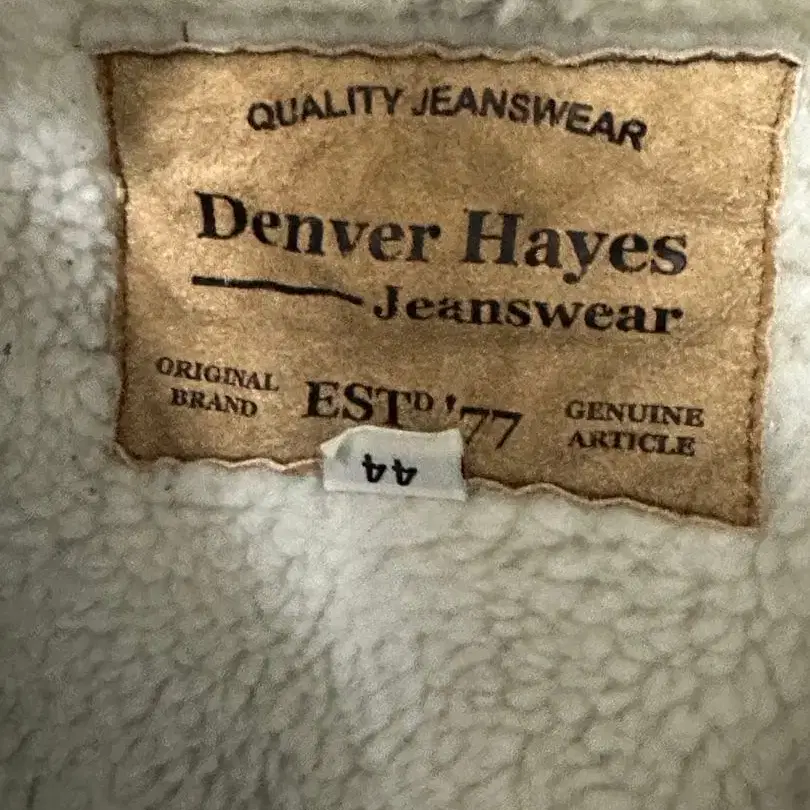 QUALITY JEANSWEAR
Denver Hayes
Jeanswear
ORIGINAL
BRAND
ESTD '77
GENUINE
ARTICLE
44